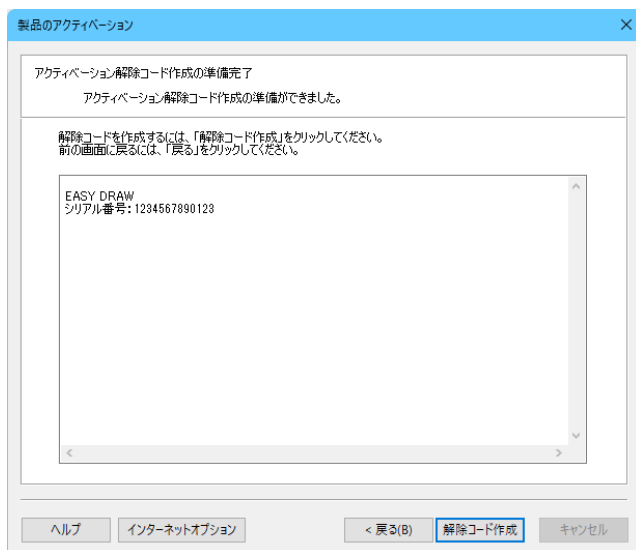 製品のアクティベーション
アクティベーション解除コード作成の準備完了
アクティベーション解除コード作成の準備ができました。
解除コードを作成するには、「解除コード作成」をクリックしてください。
前の画面に戻るには、「戻る」をクリックしてください。
EASY DRAW
シリアル番号：1234567890123
ヘルプ
インターネットオプション
< 戻る(B)
解除コード作成
キャンセル